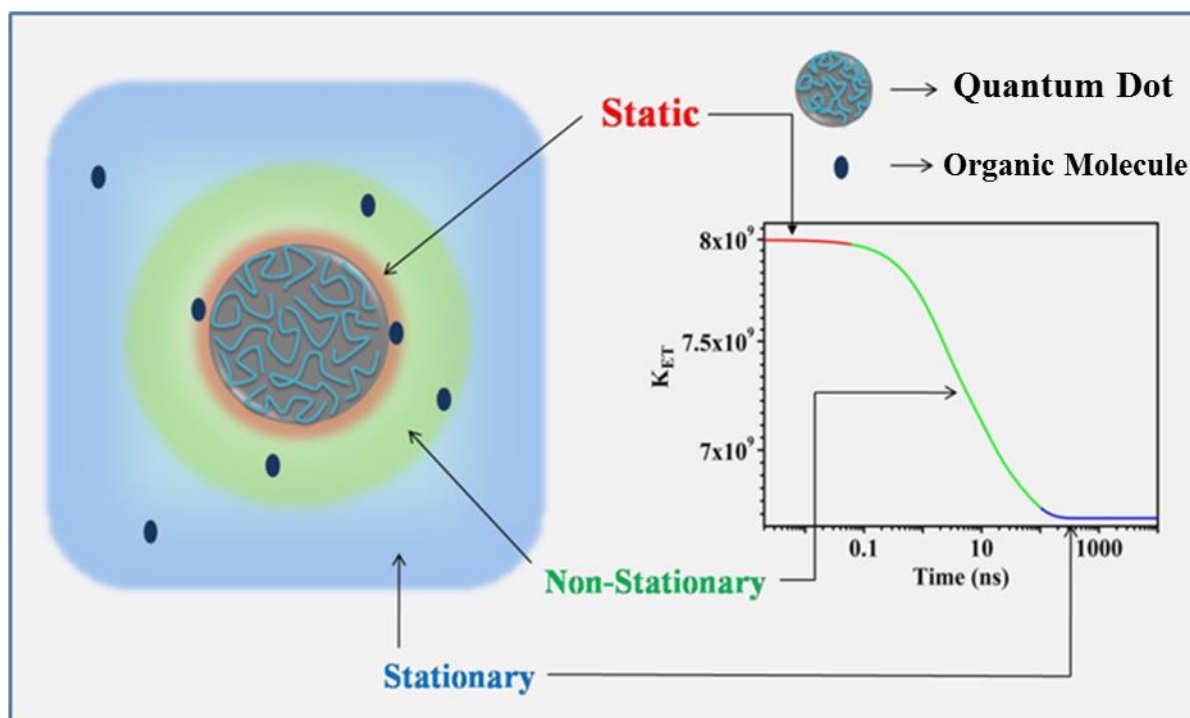 Quantum Dot
Static
Organic Molecule
8x10⁹
7.5x10⁹
7x10⁹
K_ET
0.1 10 1000
Time (ns)
Non-Stationary
Stationary